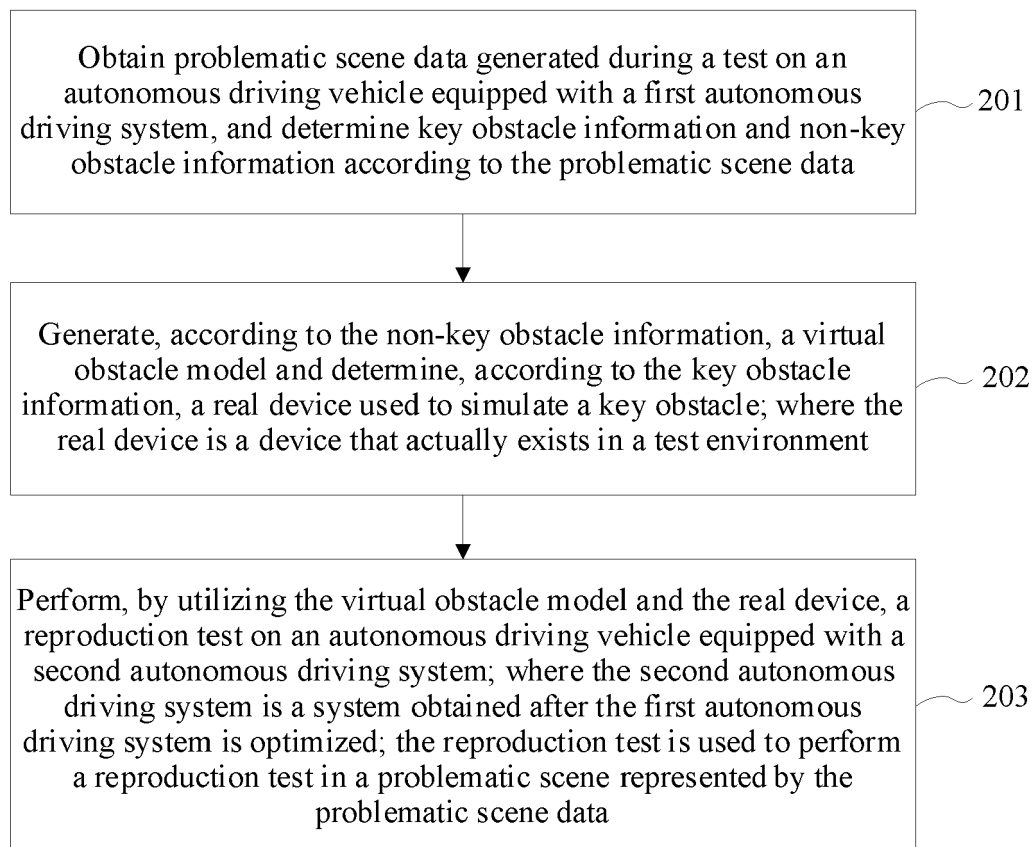 Obtain problematic scene data generated during a test on an
autonomous driving vehicle equipped with a first autonomous
driving system, and determine key obstacle information and non-key
obstacle information according to the problematic scene data
201
Generate, according to the non-key obstacle information, a virtual
obstacle model and determine, according to the key obstacle
information, a real device used to simulate a key obstacle; where the
real device is a device that actually exists in a test environment
202
Perform, by utilizing the virtual obstacle model and the real device, a
reproduction test on an autonomous driving vehicle equipped with a
second autonomous driving system; where the second autonomous
driving system is a system obtained after the first autonomous
driving system is optimized; the reproduction test is used to perform
a reproduction test in a problematic scene represented by the
problematic scene data
203